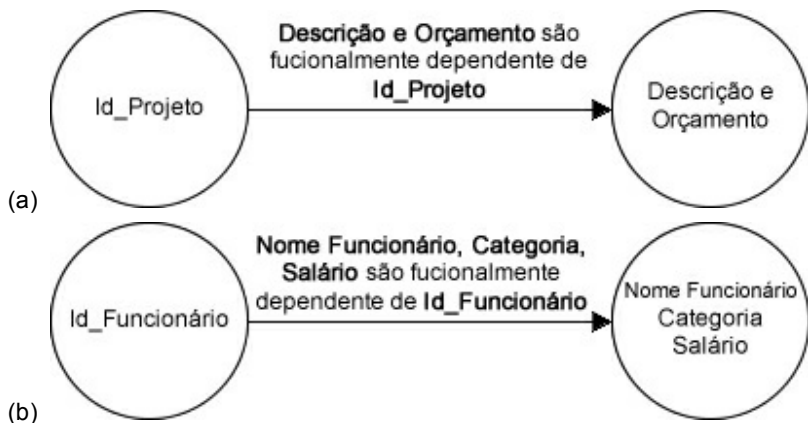 Descrição e Orçamento são
fucionalmente dependente de
Id_Projeto
Id_Projeto
Descrição e
Orçamento
(a)
Nome Funcionário, Categoria,
Salário são fucionalmente
dependente de Id_Funcionário
Id_Funcionário
Nome Funcionário
Categoria
Salário
(b)